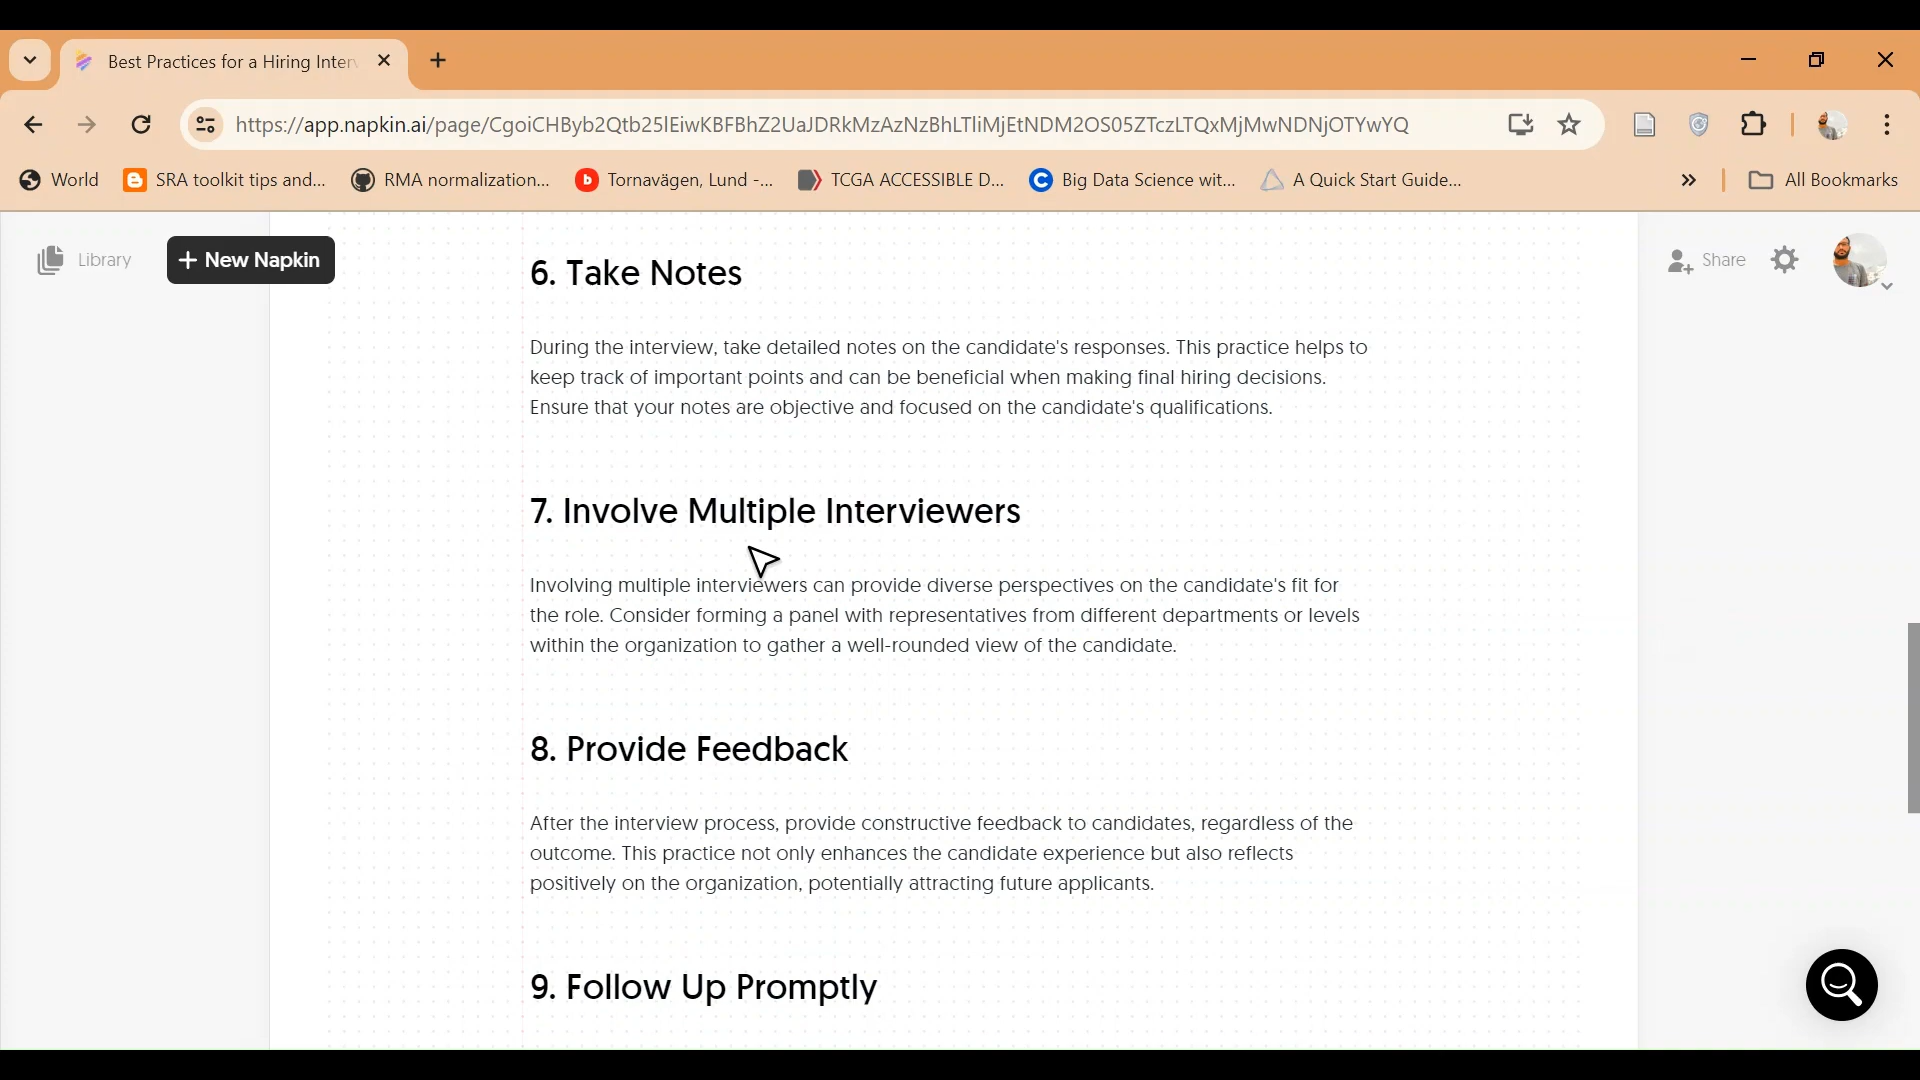 Best Practices for a Hiring Inter
https://app.napkin.ai/page/CgoiCHByb2Qtb25lEiwKBFBhZ2UaJDRkMzAzNzBhLTliMjEtNDM2OS05ZTczLTQxMjMwNDNjOTYwYQ
World
SRA toolkit tips and...
RMA normalization...
Tornavägen, Lund -...
TCGA ACCESSIBLE D...
Big Data Science wit...
A Quick Start Guide...
All Bookmarks
Library
+ New Napkin
Share
6. Take Notes
During the interview, take detailed notes on the candidate's responses. This practice helps to
keep track of important points and can be beneficial when making final hiring decisions.
Ensure that your notes are objective and focused on the candidate's qualifications.
7. Involve Multiple Interviewers
Involving multiple interviewers can provide diverse perspectives on the candidate's fit for
the role. Consider forming a panel with representatives from different departments or levels
within the organization to gather a well-rounded view of the candidate.
8. Provide Feedback
After the interview process, provide constructive feedback to candidates, regardless of the
outcome. This practice not only enhances the candidate experience but also reflects
positively on the organization, potentially attracting future applicants.
9. Follow Up Promptly